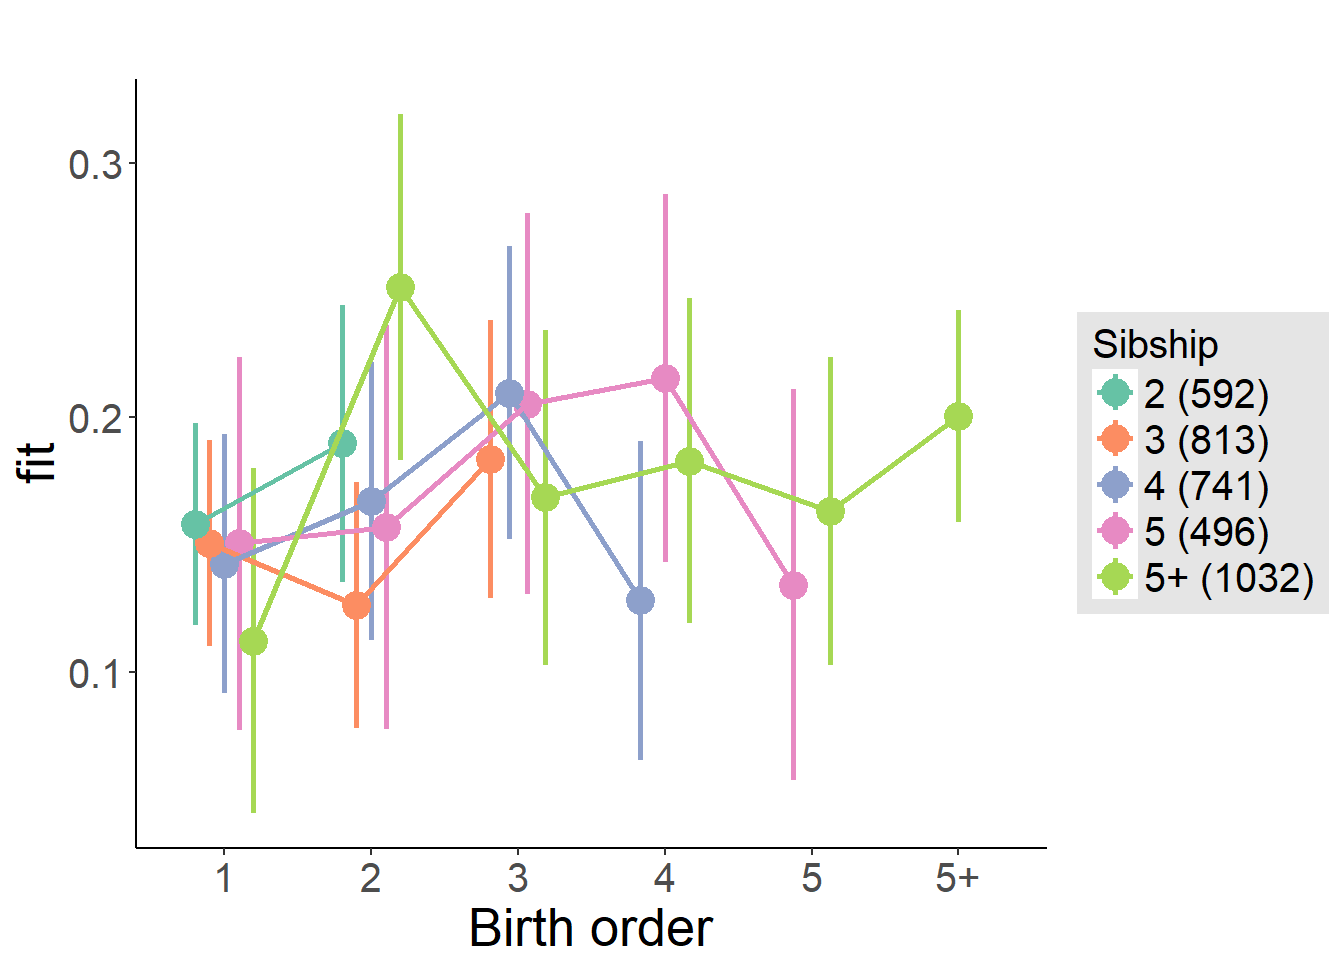 0.3
0.2
0.1
fit
1 2 3 4 5 5+
Birth order
Sibship
2 (592)
3 (813)
4 (741)
5 (496)
5+ (1032)